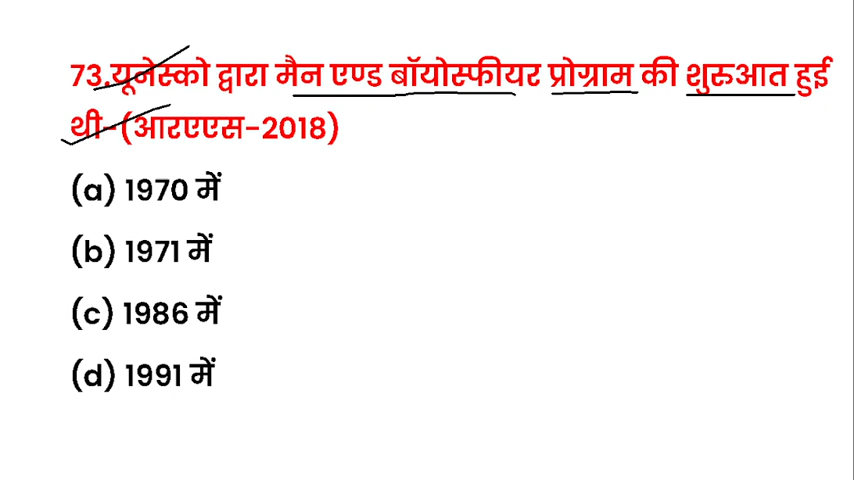 73.यूनेस्को द्वारा मैन एण्ड बॉयोस्फीयर प्रोग्राम की शुरुआत हुई
थी-(आरएएस-2018)
(a) 1970 में
(b) 1971 में
(c) 1986 में
(d) 1991 में